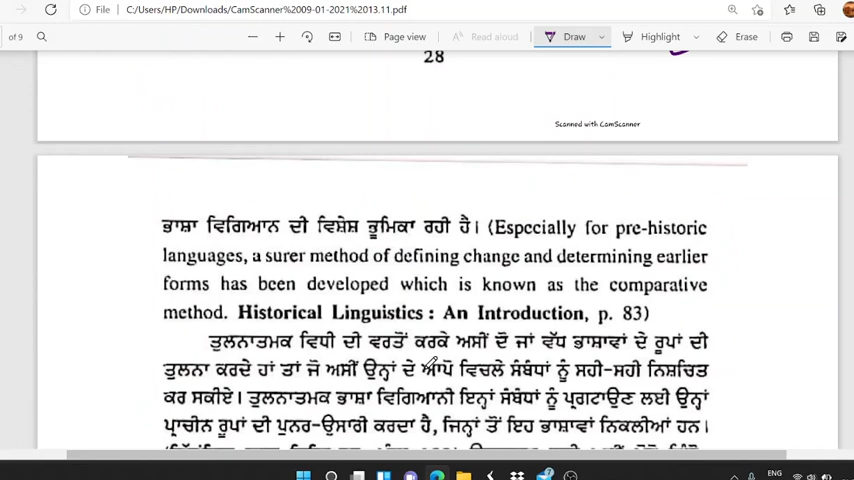 File C:/Users/HP/Downloads/CamScanner%2009-01-2021%2013.11.pdf
of 9 Page view Read aloud Draw Highlight Erase
28
Scanned with CamScanner
ਭਾਸ਼ਾ ਵਿਗਿਆਨ ਦੀ ਵਿਸ਼ੇਸ਼ ਭੂਮਿਕਾ ਰਹੀ ਹੈ। (Especially for pre-historic
languages, a surer method of defining change and determining earlier
forms has been developed which is known as the comparative
method. Historical Linguistics : An Introduction, p. 83)
ਤੁਲਨਾਤਮਕ ਵਿਧੀ ਦੀ ਵਰਤੋਂ ਕਰਕੇ ਅਸੀਂ ਦੋ ਜਾਂ ਵੱਧ ਭਾਸ਼ਾਵਾਂ ਦੇ ਰੂਪਾਂ ਦੀ
ਤੁਲਨਾ ਕਰਦੇ ਹਾਂ ਤਾਂ ਜੋ ਅਸੀਂ ਉਨ੍ਹਾਂ ਦੇ ਆਪੋ ਵਿਚਲੇ ਸੰਬੰਧਾਂ ਨੂੰ ਸਹੀ-ਸਹੀ ਨਿਸ਼ਚਿਤ
ਕਰ ਸਕੀਏ। ਤੁਲਨਾਤਮਕ ਭਾਸ਼ਾ ਵਿਗਿਆਨੀ ਇਨ੍ਹਾਂ ਸੰਬੰਧਾਂ ਨੂੰ ਪ੍ਰਗਟਾਉਣ ਲਈ ਉਨ੍ਹਾਂ
ਪ੍ਰਾਚੀਨ ਰੂਪਾਂ ਦੀ ਪੁਨਰ-ਉਸਾਰੀ ਕਰਦਾ ਹੈ, ਜਿਨ੍ਹਾਂ ਤੋਂ ਇਹ ਭਾਸ਼ਾਵਾਂ ਨਿਕਲੀਆਂ ਹਨ।
ENG